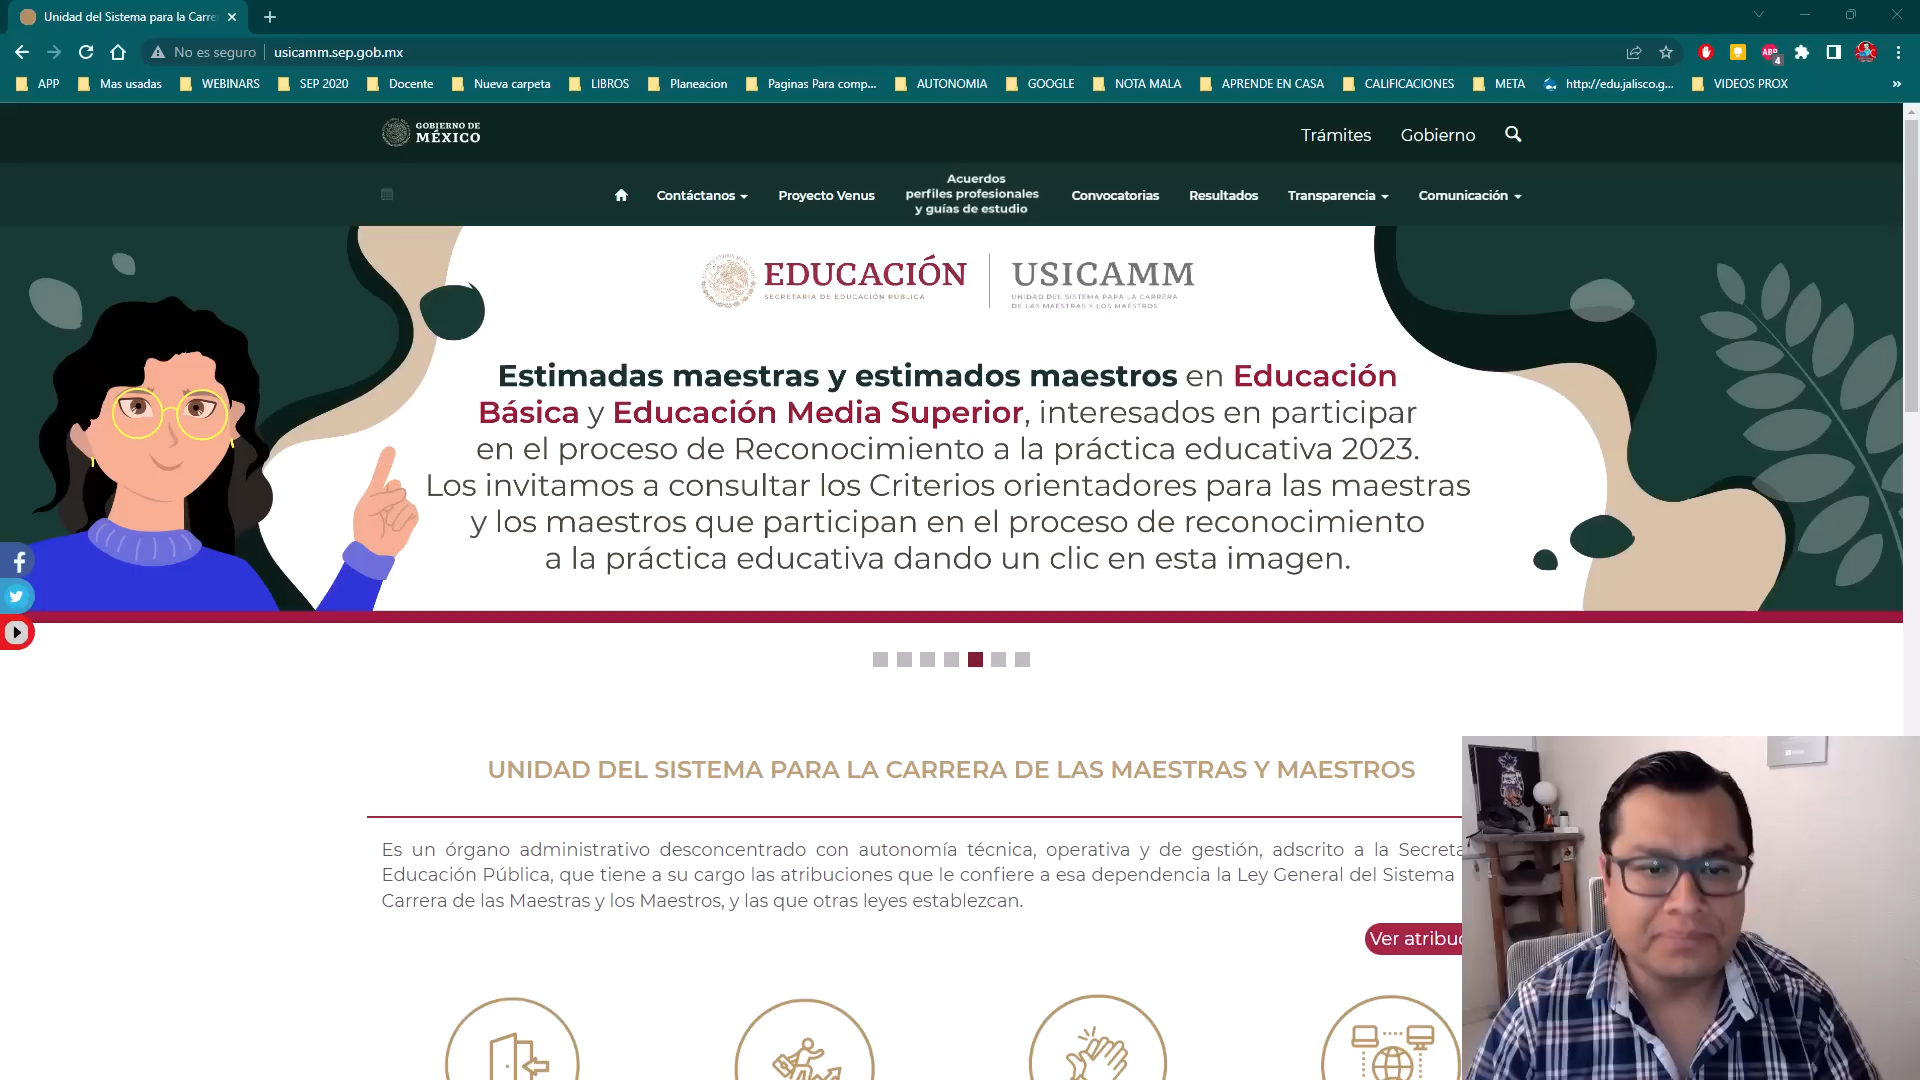 Unidad del Sistema para la Carre
No es seguro
usicamm.sep.gob.mx
ABP
4
APP
Mas usadas
WEBINARS
SEP 2020
Docente
Nueva carpeta
LIBROS
Planeacion
Paginas Para comp...
AUTONOMIA
GOOGLE
NOTA MALA
APRENDE EN CASA
CALIFICACIONES
META
http://edu.jalisco.g...
VIDEOS PROX
»
GOBIERNO DE
MÉXICO
Trámites
Gobierno
Contáctanos
Proyecto Venus
Acuerdos
perfiles profesionales
y guías de estudio
Convocatorias
Resultados
Transparencia
Comunicación
EDUCACIÓN
SECRETARÍA DE EDUCACIÓN PÚBLICA
USICAMM
UNIDAD DEL SISTEMA PARA LA CARRERA
DE LAS MAESTRAS Y LOS MAESTROS
Estimadas maestras y estimados maestros en Educación
Básica y Educación Media Superior, interesados en participar
en el proceso de Reconocimiento a la práctica educativa 2023.
Los invitamos a consultar los Criterios orientadores para las maestras
y los maestros que participan en el proceso de reconocimiento
a la práctica educativa dando un clic en esta imagen.
UNIDAD DEL SISTEMA PARA LA CARRERA DE LAS MAESTRAS Y MAESTROS
Es un órgano administrativo desconcentrado con autonomía técnica, operativa y de gestión, adscrito a la Secreta
Educación Pública, que tiene a su cargo las atribuciones que le confiere a esa dependencia la Ley General del Sistema
Carrera de las Maestras y los Maestros, y las que otras leyes establezcan.
Ver atribuc